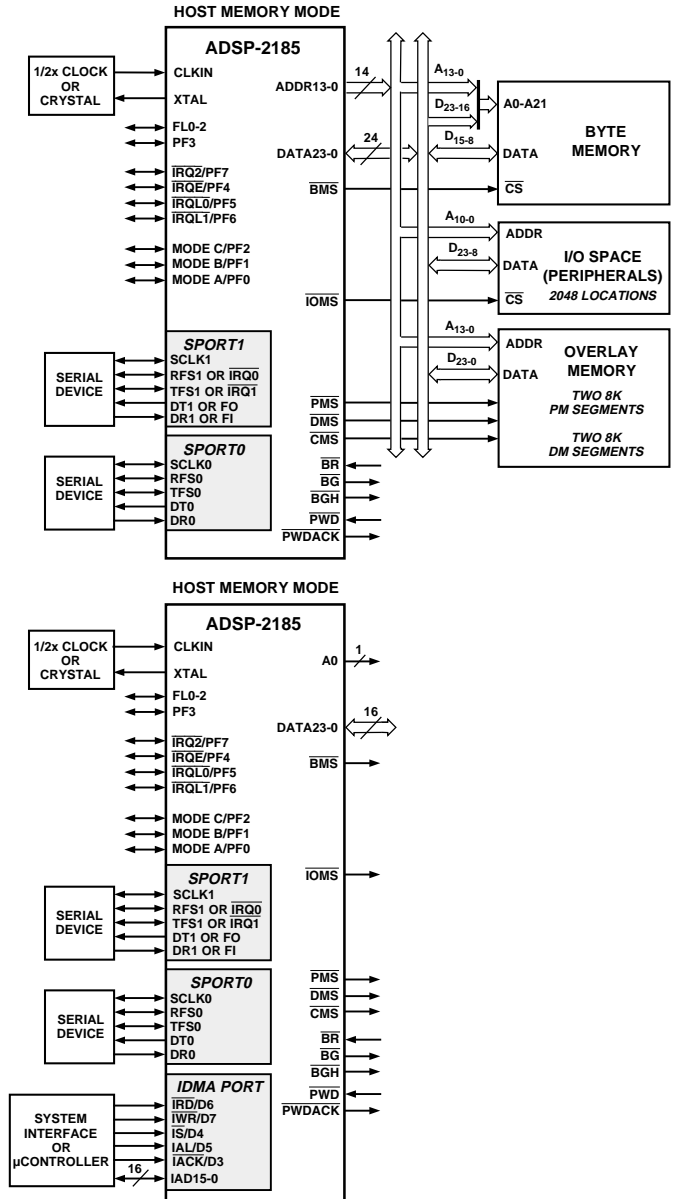 HOST MEMORY MODE
ADSP-2185
1/2x CLOCK
OR
CRYSTAL
CLKIN
XTAL
FL0-2
PF3
IRQ2/PF7
IRQE/PF4
IRQL0/PF5
IRQL1/PF6
MODE C/PF2
MODE B/PF1
MODE A/PF0
SERIAL
DEVICE
SPORT1
SCLK1
RFS1 OR IRQ0
TFS1 OR IRQ1
DT1 OR FO
DR1 OR FI
SERIAL
DEVICE
SPORT0
SCLK0
RFS0
TFS0
DT0
DR0
ADDR13-0
14
DATA23-0
24
BMS
IOMS
PMS
DMS
CMS
BR
BG
BGH
PWD
PWDACK
A13-0
D23-16
D15-8
A0-A21
BYTE
MEMORY
DATA
CS
A10-0
D23-8
ADDR
I/O SPACE
(PERIPHERALS)
2048 LOCATIONS
DATA
CS
A13-0
D23-0
ADDR
OVERLAY
MEMORY
DATA
TWO 8K
PM SEGMENTS
TWO 8K
DM SEGMENTS
HOST MEMORY MODE
ADSP-2185
1/2x CLOCK
OR
CRYSTAL
CLKIN
XTAL
FL0-2
PF3
IRQ2/PF7
IRQE/PF4
IRQL0/PF5
IRQL1/PF6
MODE C/PF2
MODE B/PF1
MODE A/PF0
SERIAL
DEVICE
SPORT1
SCLK1
RFS1 OR IRQ0
TFS1 OR IRQ1
DT1 OR FO
DR1 OR FI
SERIAL
DEVICE
SPORT0
SCLK0
RFS0
TFS0
DT0
DR0
SYSTEM
INTERFACE
OR
µCONTROLLER
IDMA PORT
IRD/D6
IWR/D7
IS/D4
IAL/D5
IACK/D3
16
IAD15-0
A0
1
DATA23-0
16
BMS
IOMS
PMS
DMS
CMS
BR
BG
BGH
PWD
PWDACK